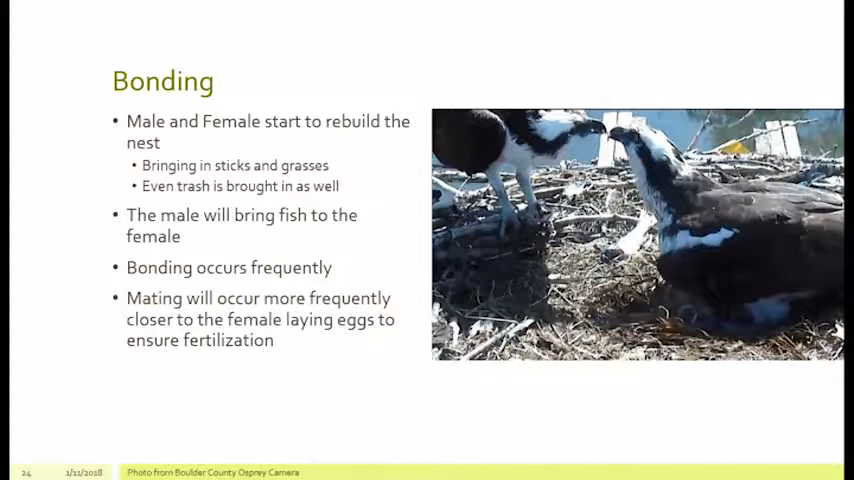 Bonding
• Male and Female start to rebuild the
nest
• Bringing in sticks and grasses
• Even trash is brought in as well
• The male will bring fish to the
female
• Bonding occurs frequently
• Mating will occur more frequently
closer to the female laying eggs to
ensure fertilization
24 1/11/2018 Photo from Boulder County Osprey Camera